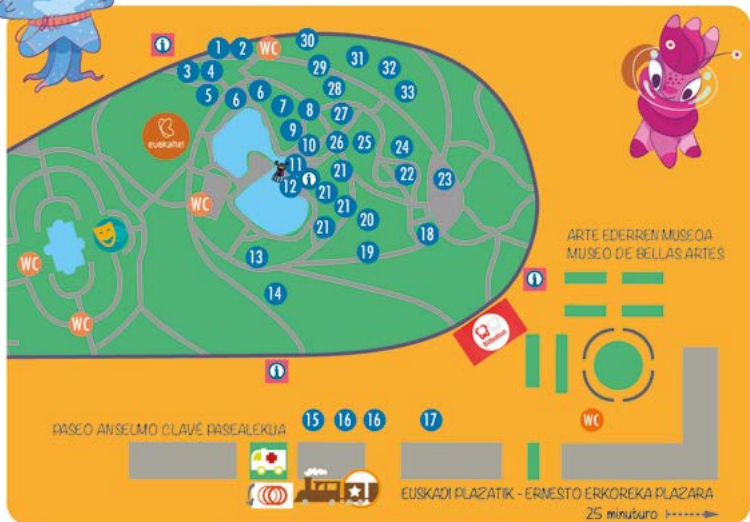 1 2 WC 30
31
29 32
3 4
5 6 6 28 33
7 8 27
9
euskaltel
10 26 25 24
11
12 21 22 23
21
WC
21 20
21 18
13 19
WC
14
WC
ARTE EDERREN MUSEOA
MUSEO DE BELLAS ARTES
15 16 16 17 WC
PASEO ANSELMO CLAVÉ PASEALEKUA
EUSKADI PLAZATIK - ERNESTO ERKOREKA PLAZARA
25 minuturo